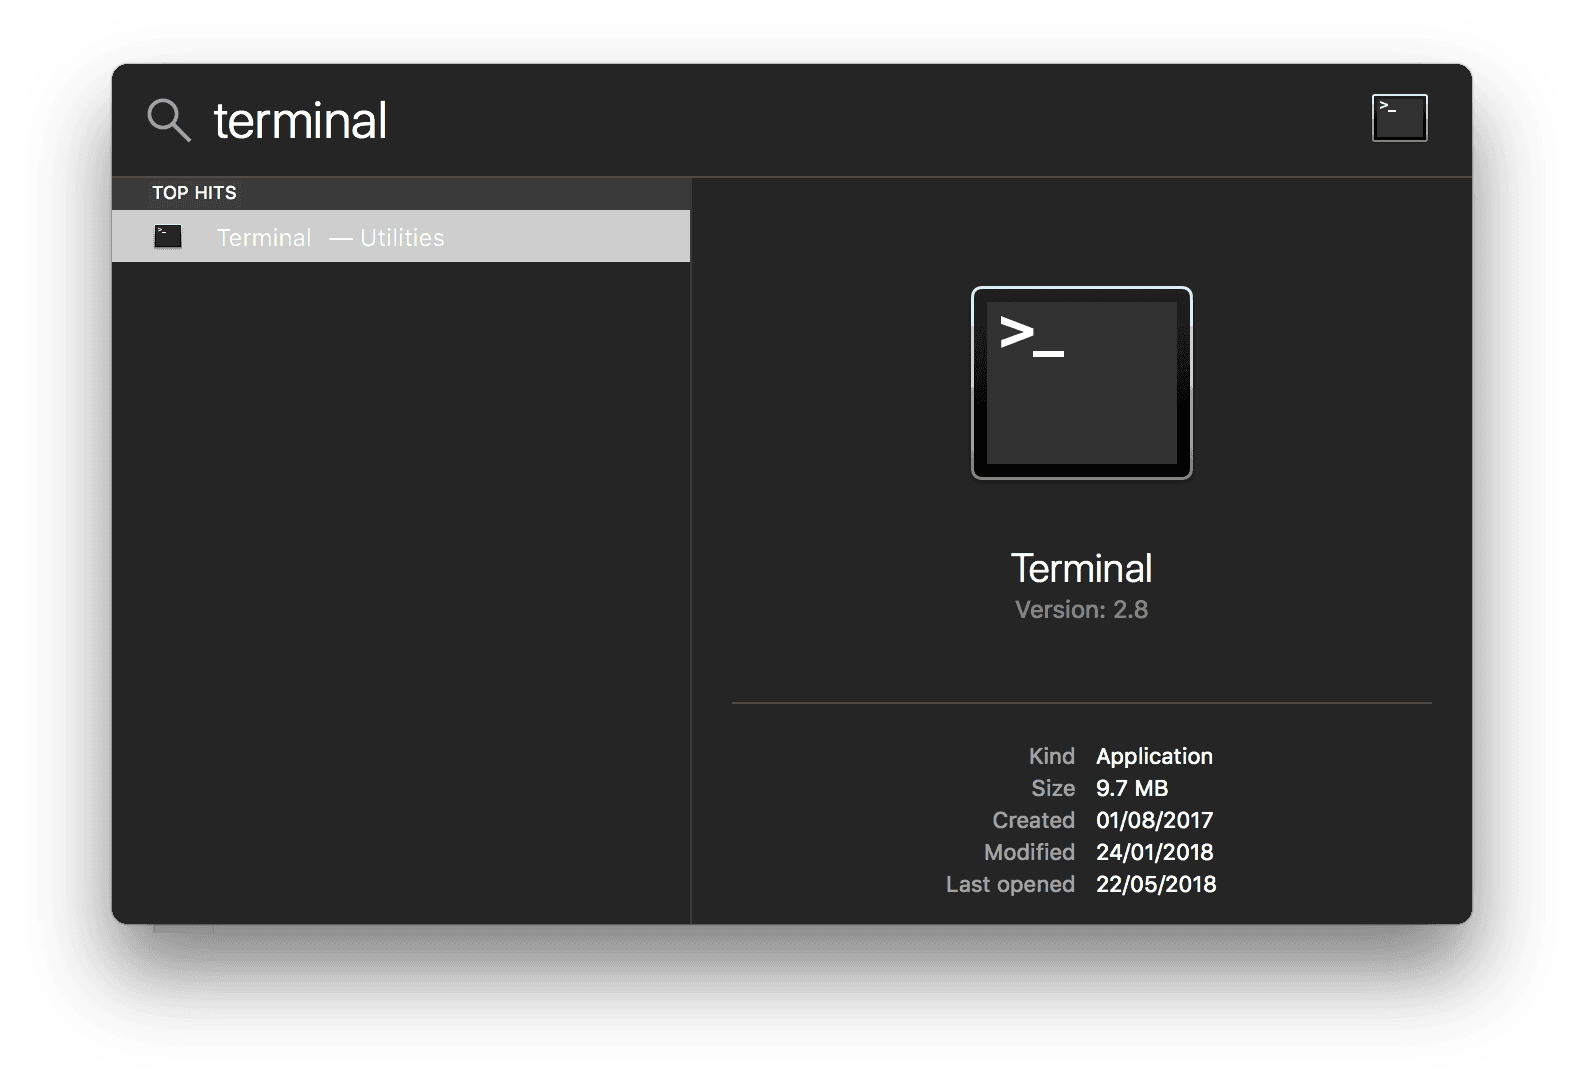 terminal
TOP HITS
Terminal — Utilities
>_
Terminal
Version: 2.8
Kind Application
Size 9.7 MB
Created 01/08/2017
Modified 24/01/2018
Last opened 22/05/2018